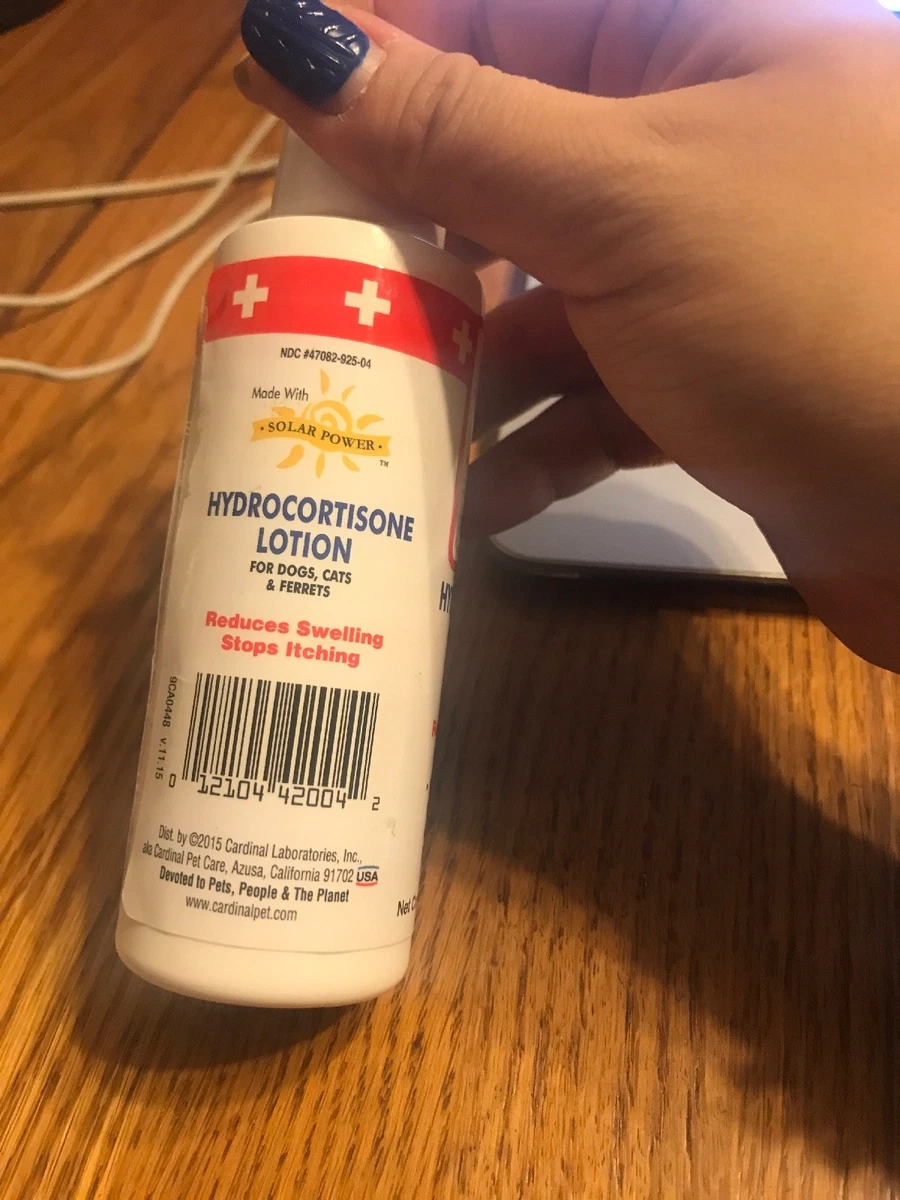 NDC #47082-925-04
Made With
• SOLAR POWER •
TM
HYDROCORTISONE
LOTION
FOR DOGS, CATS
& FERRETS
Reduces Swelling
Stops Itching
9CA0448 V.11.15
0 12104 42004 2
Dist. by ©2015 Cardinal Laboratories, Inc.,
aka Cardinal Pet Care, Azusa, California 91702 USA
Devoted to Pets, People & The Planet
www.cardinalpet.com
HY
Net